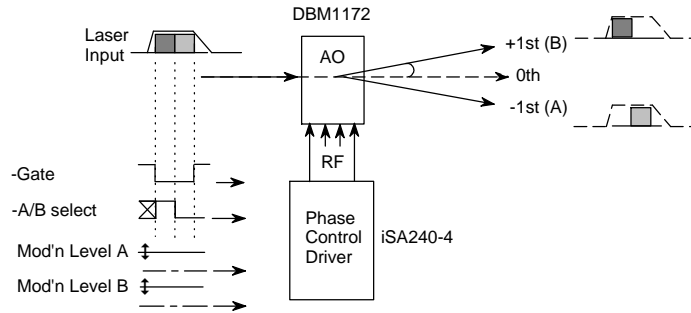 DBM1172
Laser
Input
AO
+1st (B)
0th
-1st (A)
RF
-Gate
-A/B select
Phase
Control
Driver
iSA240-4
Mod'n Level A
Mod'n Level B